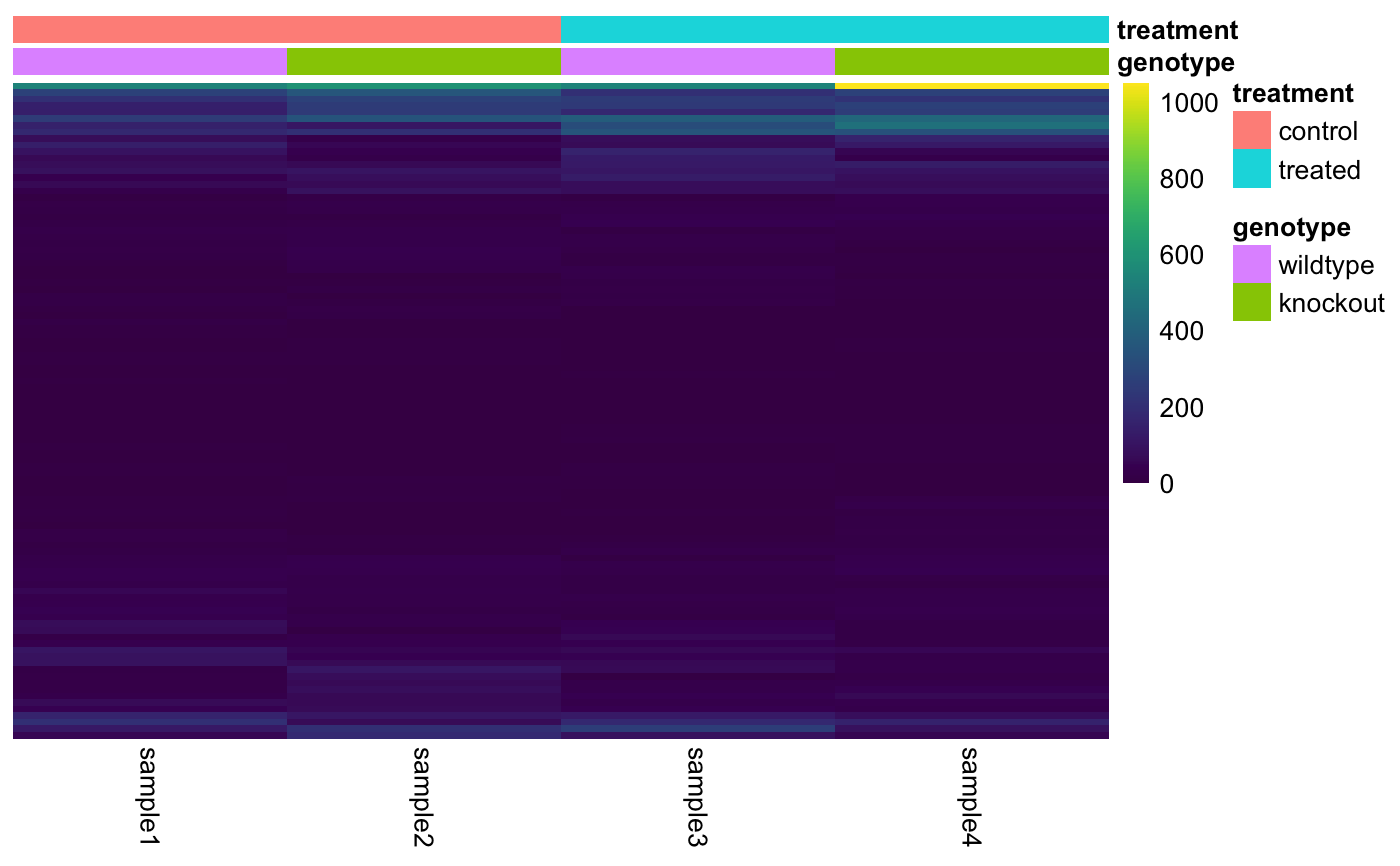 treatment
genotype
1000
800
600
400
200
0
treatment
control
treated
genotype
wildtype
knockout
sample1
sample2
sample3
sample4